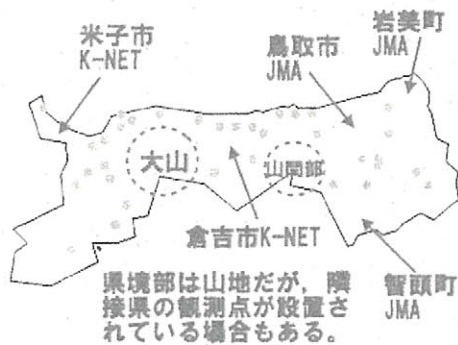 岩美町
JMA
米子市
K-NET
鳥取市
JMA
大山
山間部
倉吉市K-NET
智頭町
JMA
県境部は山地だが，隣
接県の観測点が設置さ
れている場合もある。